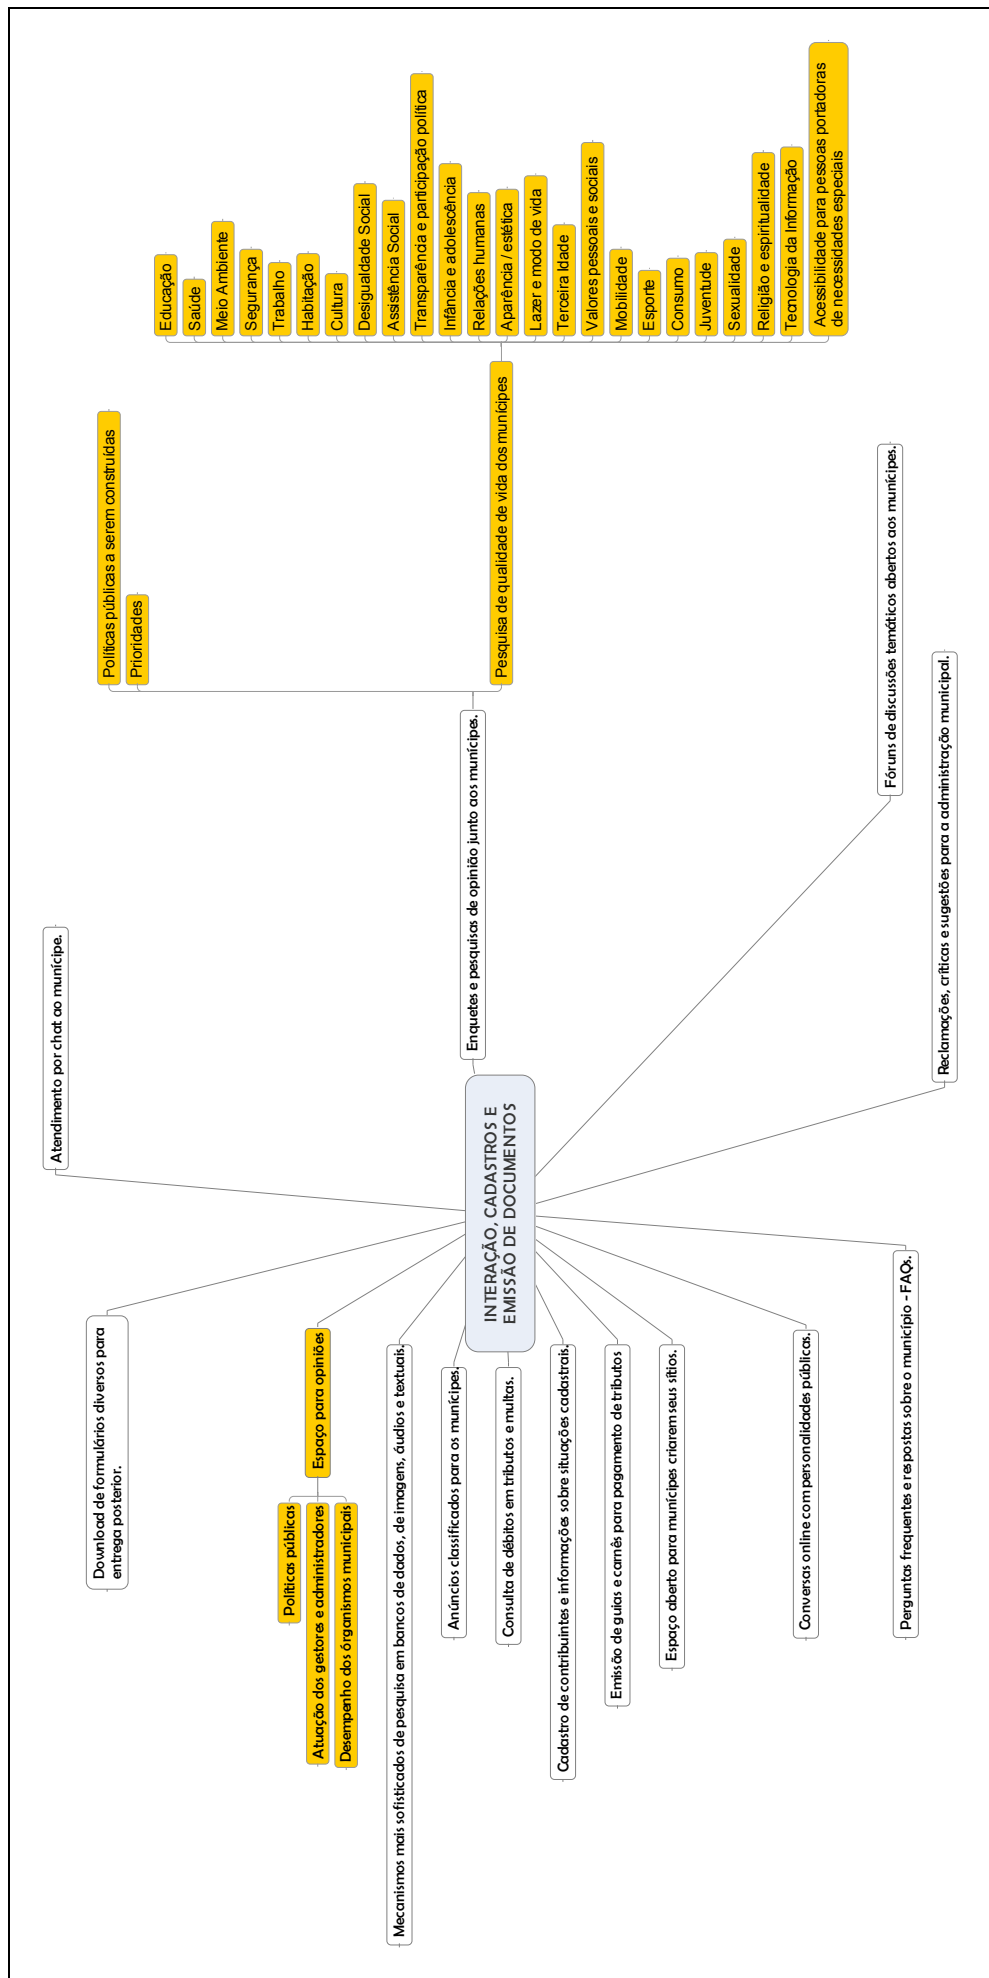 INTERAÇÃO, CADASTROS E
EMISSÃO DE DOCUMENTOS
Atendimento por chat ao munícipe.
Enquetes e pesquisas de opinião junto aos munícipes.
Políticas públicas a serem construídas
Prioridades
Pesquisa de qualidade de vida dos munícipes
Educação
Saúde
Meio Ambiente
Segurança
Trabalho
Habitação
Cultura
Desigualdade Social
Assistência Social
Transparência e participação política
Infância e adolescência
Relações humanas
Aparência / estética
Lazer e modo de vida
Terceira Idade
Valores pessoais e sociais
Mobilidade
Esporte
Consumo
Juventude
Sexualidade
Religião e espiritualidade
Tecnologia da Informação
Acessibilidade para pessoas portadoras
de necessidades especiais
Fóruns de discussões temáticos abertos aos munícipes.
Reclamações, críticas e sugestões para a administração municipal.
Download de formulários diversos para
entrega posterior.
Espaço para opiniões
Políticas públicas
Atuação dos gestores e administradores
Desempenho dos órganismos municipais
Mecanismos mais sofisticados de pesquisa em bancos de dados, de imagens, áudios e textuais.
Anúncios classificados para os munícipes.
Consulta de débitos em tributos e multas.
Cadastro de contribuintes e informações sobre situações cadastrais.
Emissão de guias e carnês para pagamento de tributos
Espaço aberto para munícipes criarem seus sítios.
Conversas online com personalidades públicas.
Perguntas frequentes e respostas sobre o município - FAQs.